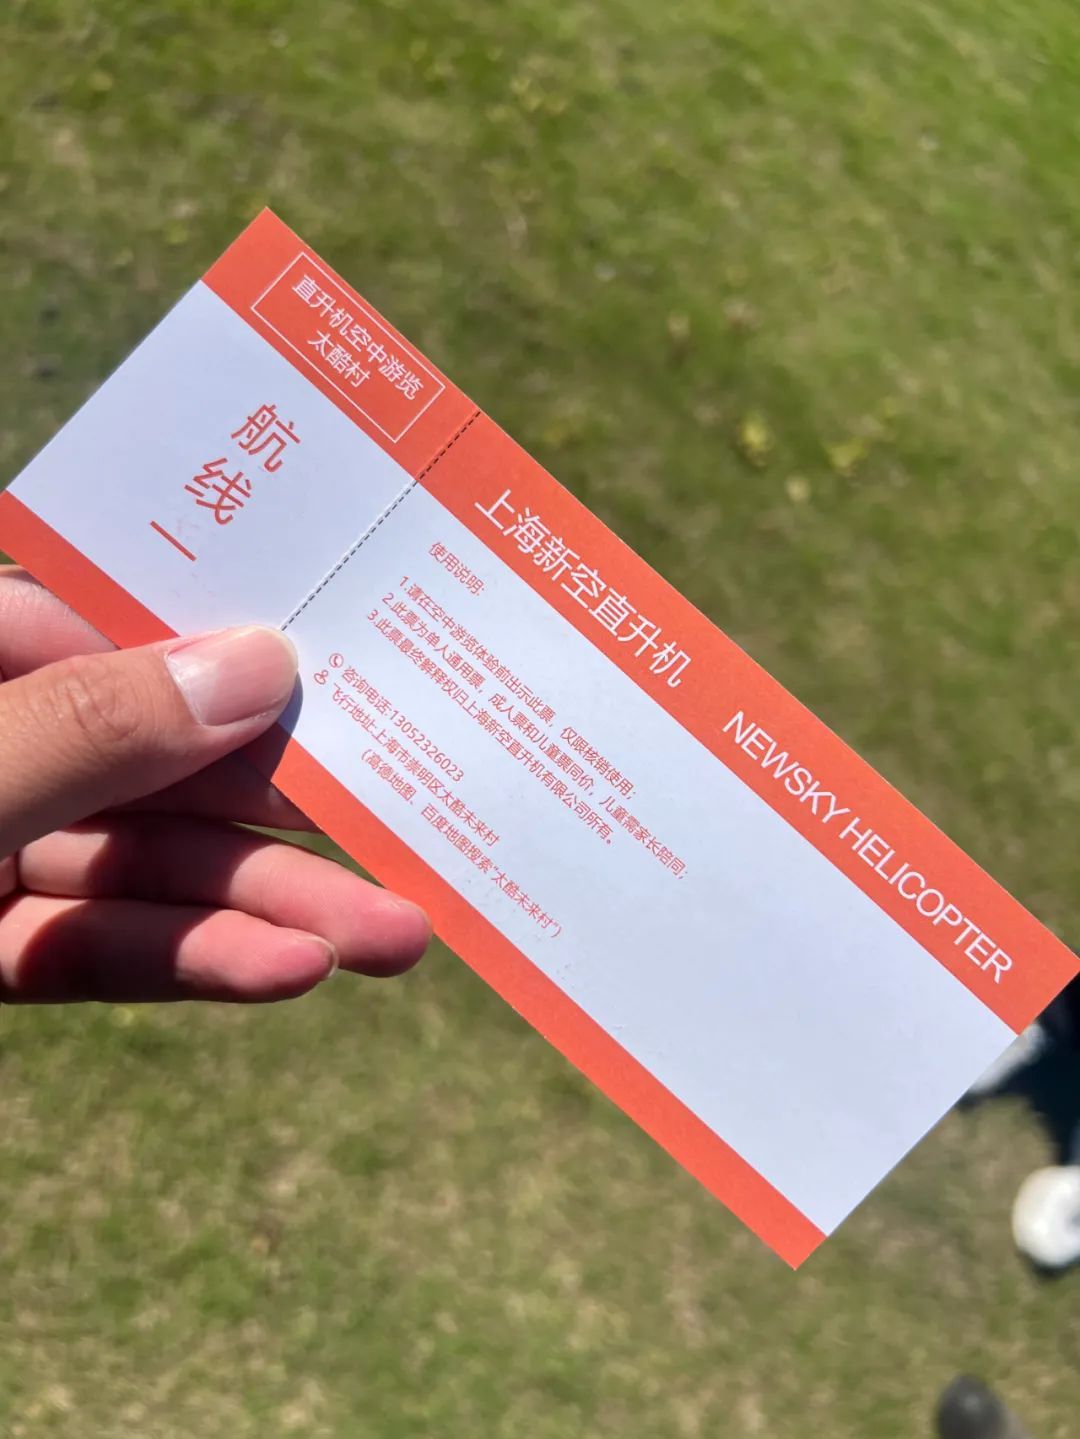 直升机空中游览
太酷村
航
线
一
上海新空直升机 NEWSKY HELICOPTER
使用说明:
1.请在空中游览体验前出示此票，仅限核销使用；
2.此票为单人通用票，成人票和儿童票同价，儿童需家长陪同；
3.此票最终解释权归上海新空直升机有限公司所有。
咨询电话:13052326023
飞行地址:上海市崇明区太酷未来村
（高德地图、百度地图搜索“太酷未来村”）